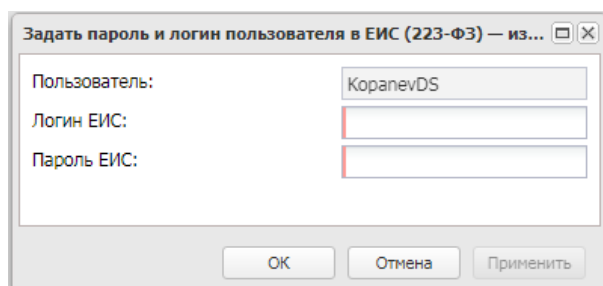 Задать пароль и логин пользователя в ЕИС (223-ФЗ) — из...
Пользователь: KopanevDS
Логин ЕИС:
Пароль ЕИС:
ОК Отмена Применить